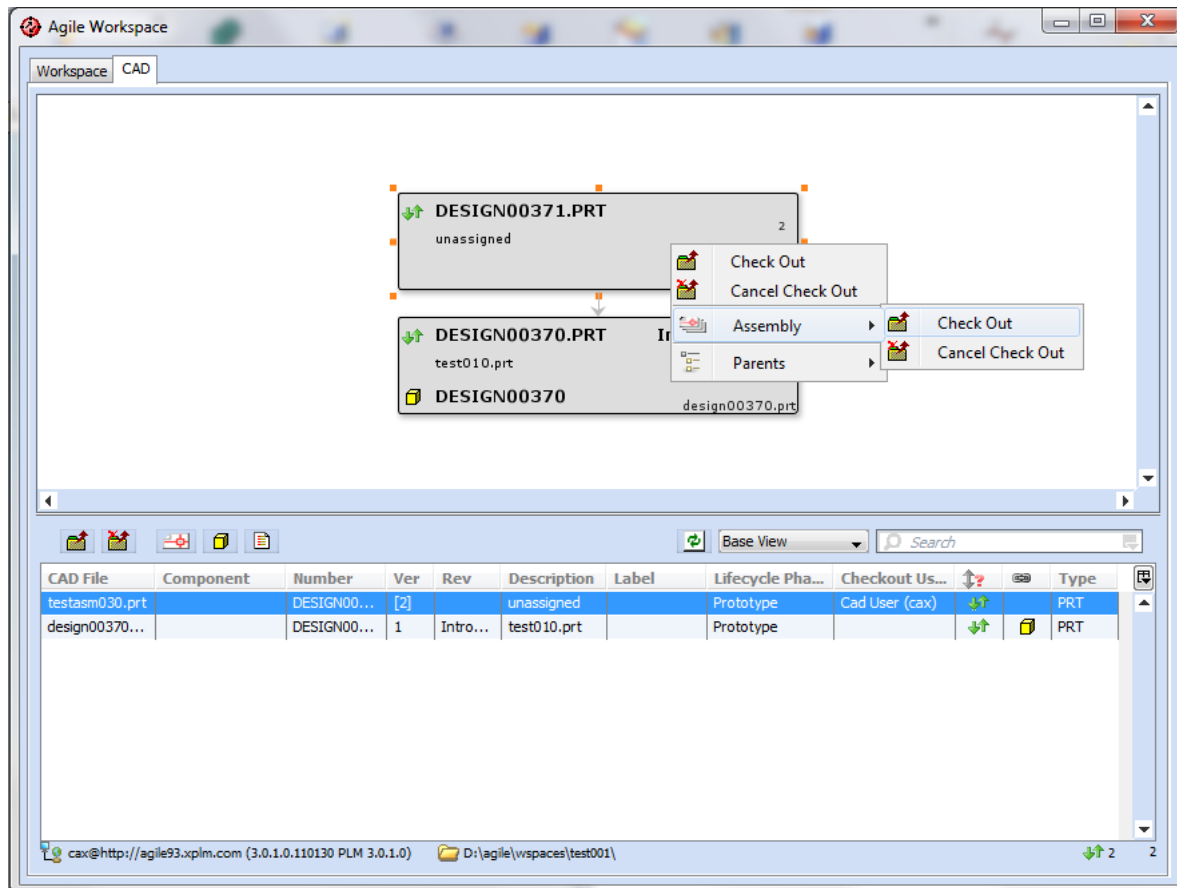 Agile Workspace
Workspace CAD
DESIGN00371.PRT
unassigned
2
Check Out
Cancel Check Out
Assembly
Check Out
Cancel Check Out
Parents
DESIGN00370.PRT
test010.prt
DESIGN00370
design00370.prt
Base View Search
CAD File Component Number Ver Rev Description Label Lifecycle Pha... Checkout Us... Type
testasm030.prt DESIGN00... [2] unassigned Prototype Cad User (cax) PRT
design00370... DESIGN00... 1 Intro... test010.prt Prototype PRT
cax@http://agile93.xplm.com (3.0.1.0.110130 PLM 3.0.1.0) D:\agile\wspaces\test001\ 2 2